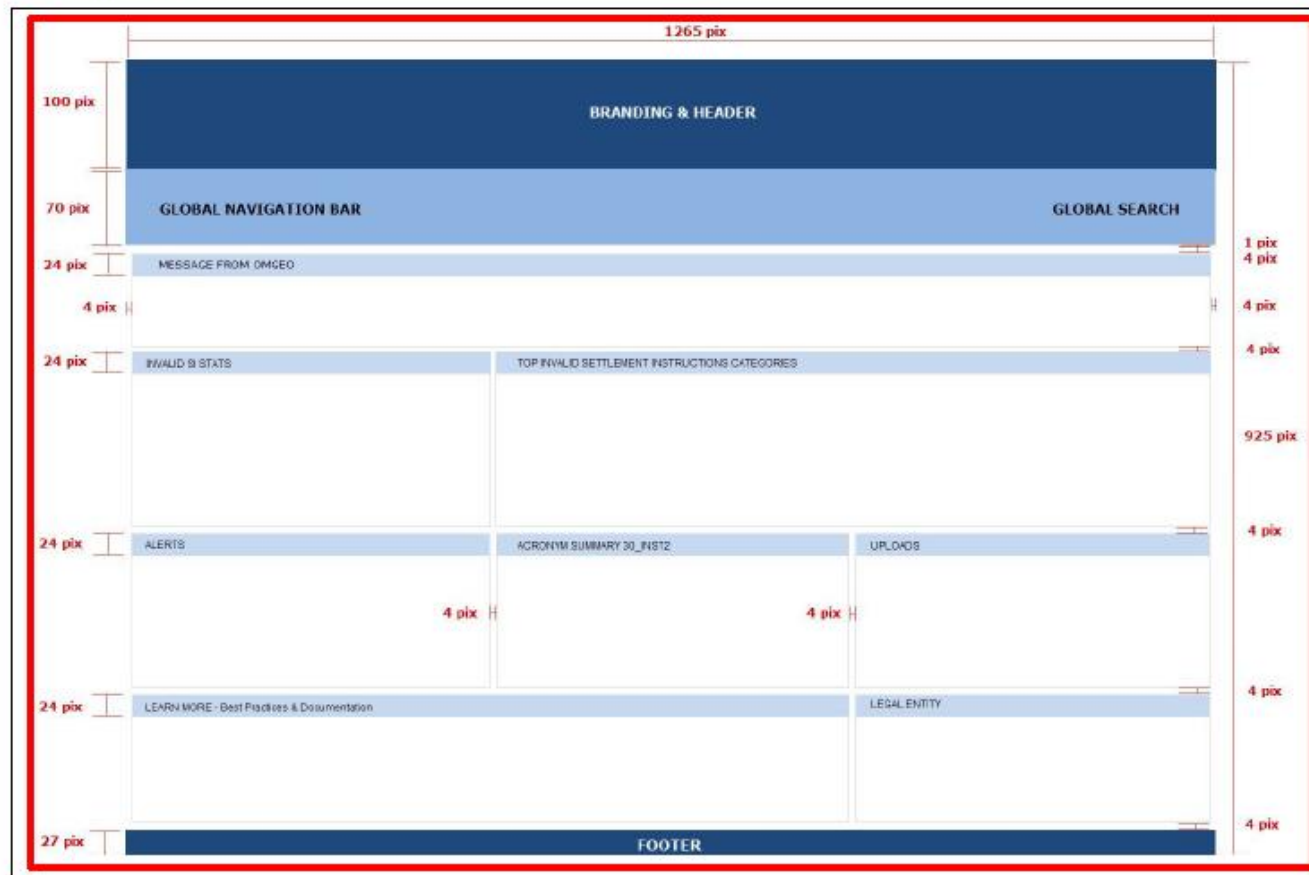 1265 pix
100 pix
BRANDING & HEADER
70 pix
GLOBAL NAVIGATION BAR
GLOBAL SEARCH
1 pix
4 pix
24 pix
MESSAGE FROM OMGEO
4 pix
4 pix
4 pix
24 pix
INVALID SI STATS
TOP INVALID SETTLEMENT INSTRUCTIONS CATEGORIES
925 pix
4 pix
24 pix
ALERTS
ACRONYM SUMMARY 30_INST2
UPLOADS
4 pix
4 pix
4 pix
24 pix
LEARN MORE - Best Practices & Documentation
LEGAL ENTITY
4 pix
27 pix
FOOTER